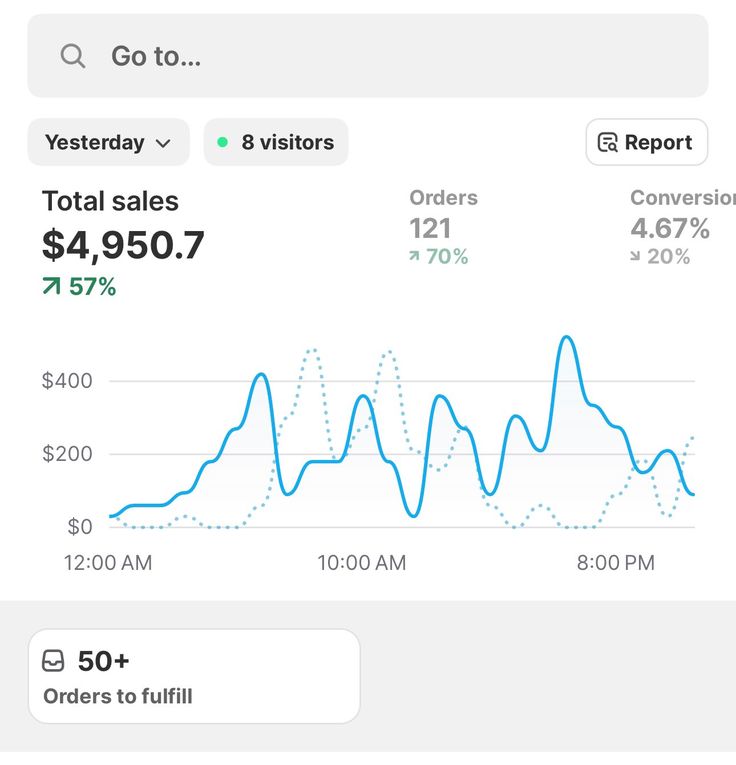 Go to...
Yesterday
8 visitors
Report
Total sales
$4,950.7
57%
Orders
121
70%
Conversion
4.67%
20%
$400
$200
$0
12:00 AM
10:00 AM
8:00 PM
50+
Orders to fulfill